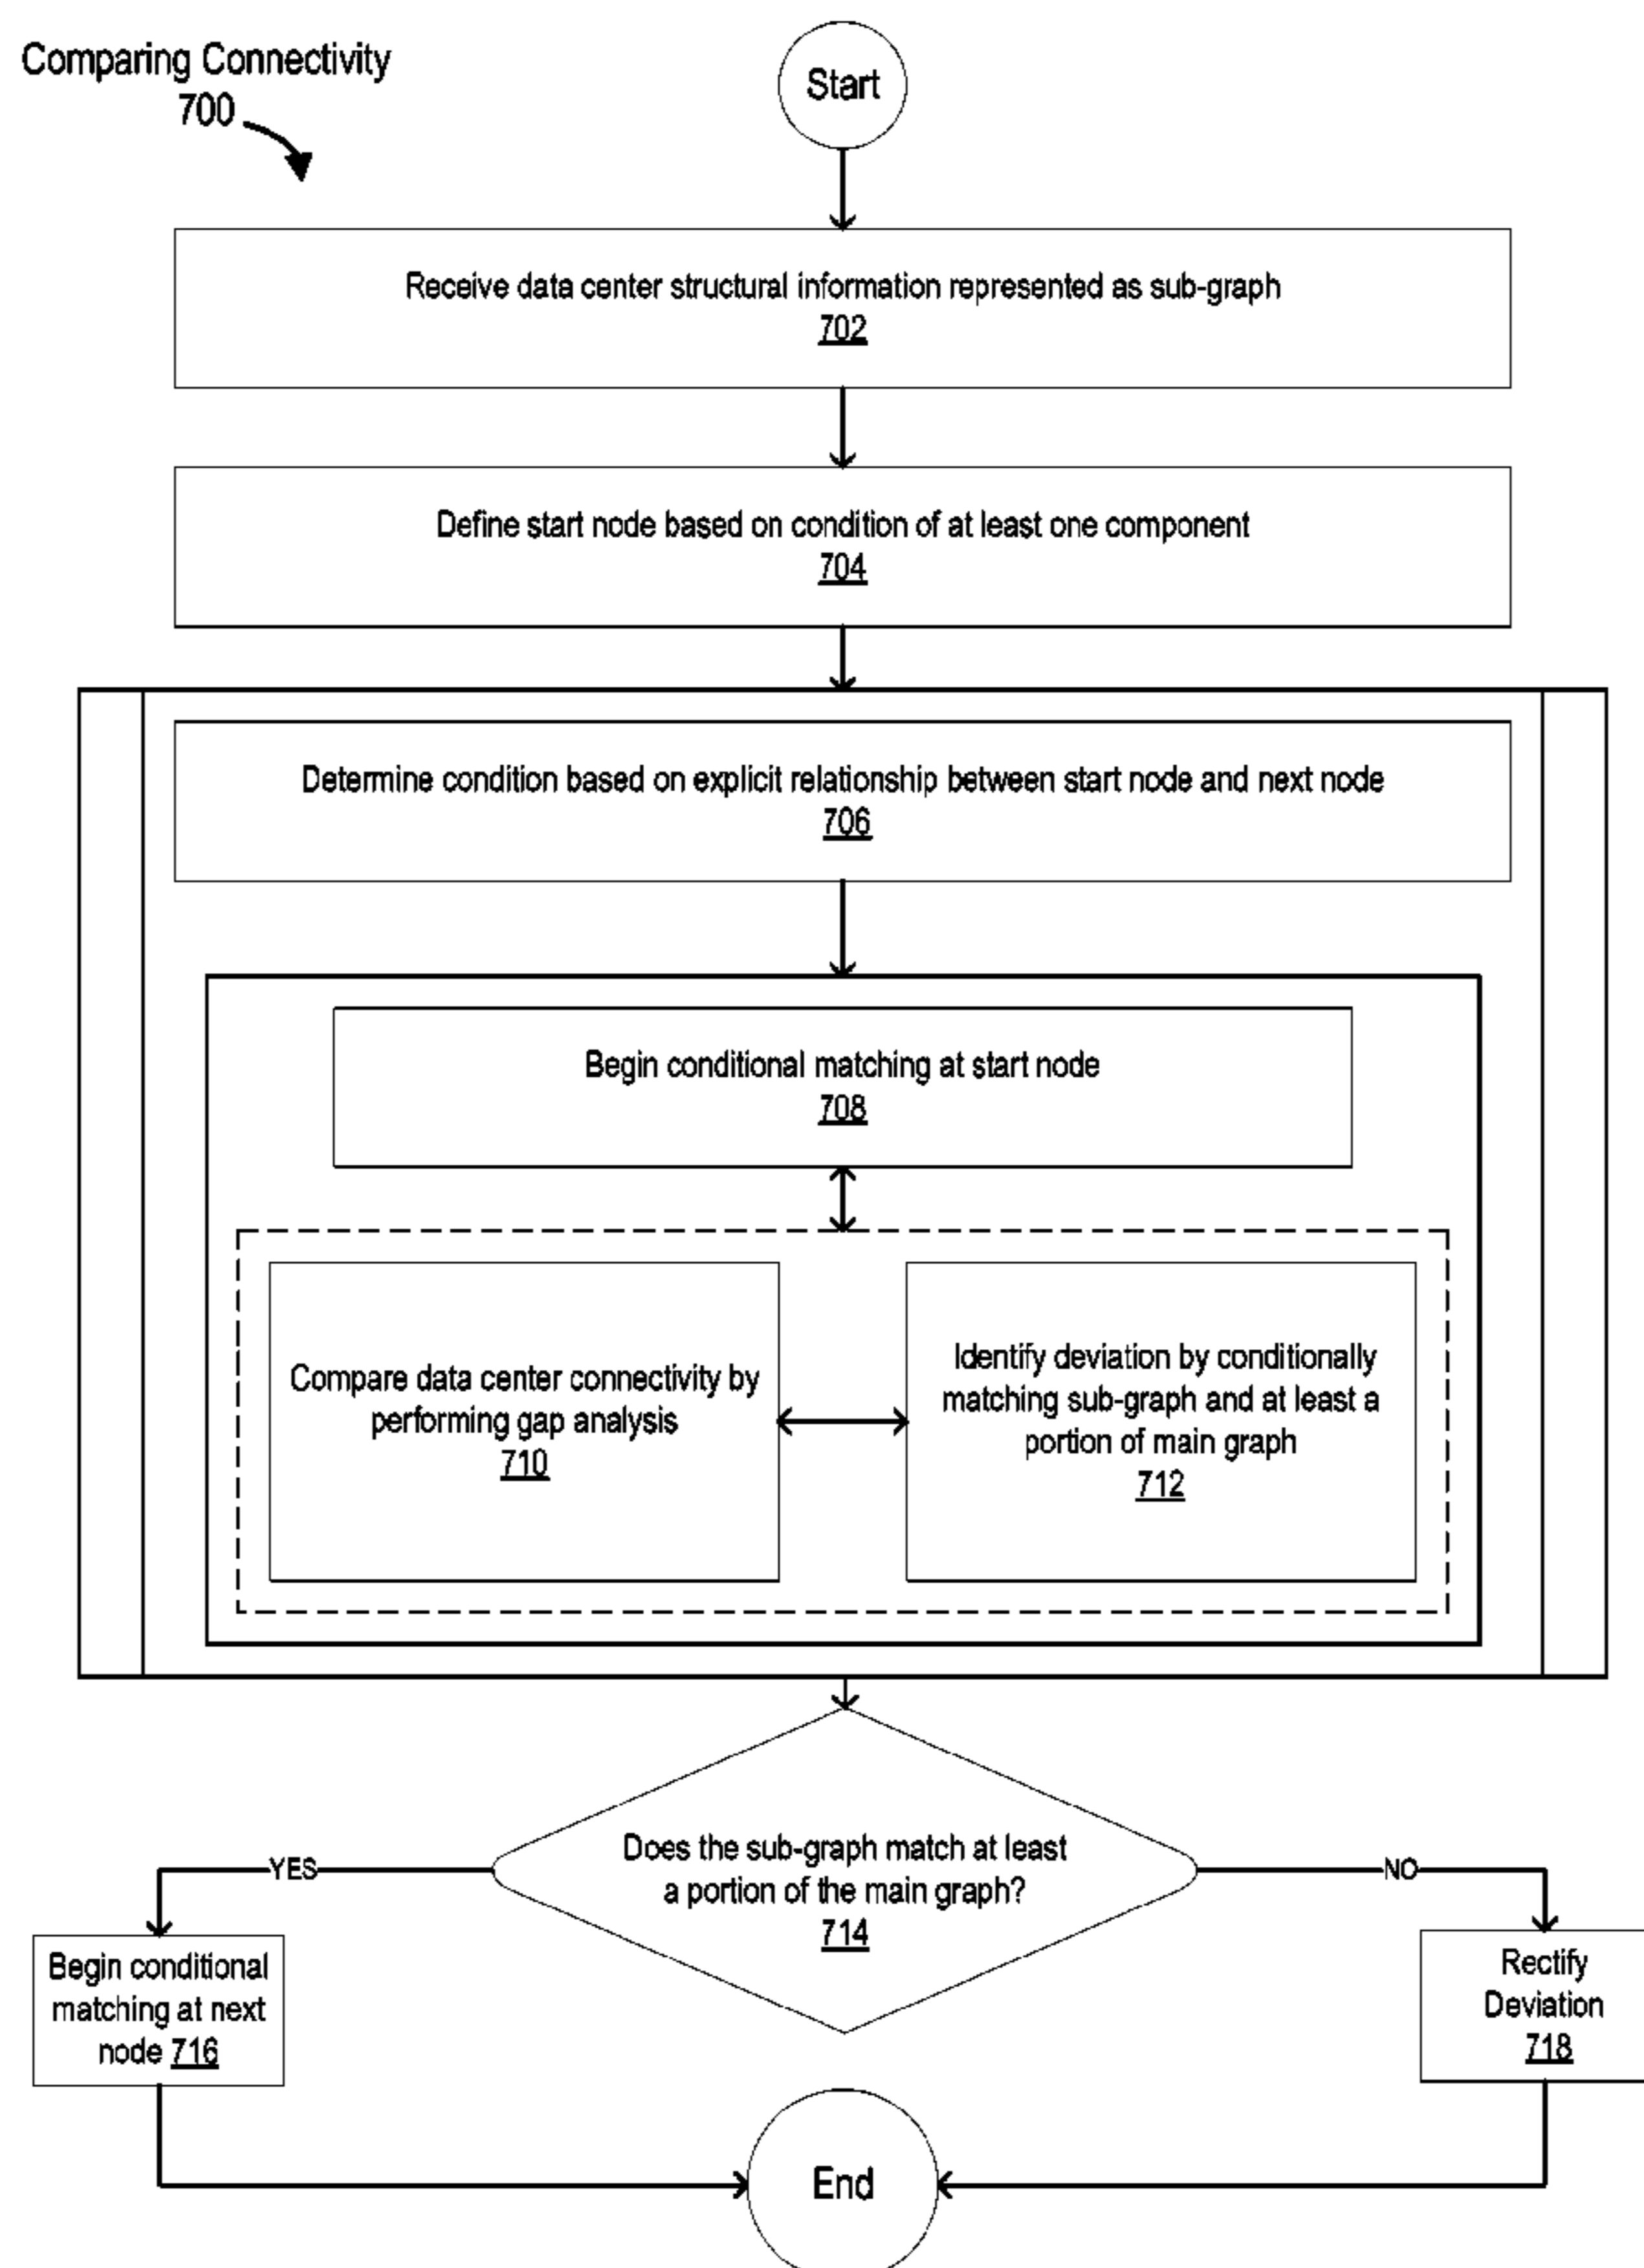 Comparing Connectivity
700
Start
Receive data center structural information represented as sub-graph
702
Define start node based on condition of at least one component
704
Determine condition based on explicit relationship between start node and next node
706
Begin conditional matching at start node
708
Compare data center connectivity by
performing gap analysis
710
Identify deviation by conditionally
matching sub-graph and at least a
portion of main graph
712
Does the sub-graph match at least
a portion of the main graph?
714
YES
NO
Begin conditional
matching at next
node 716
Rectify
Deviation
718
End